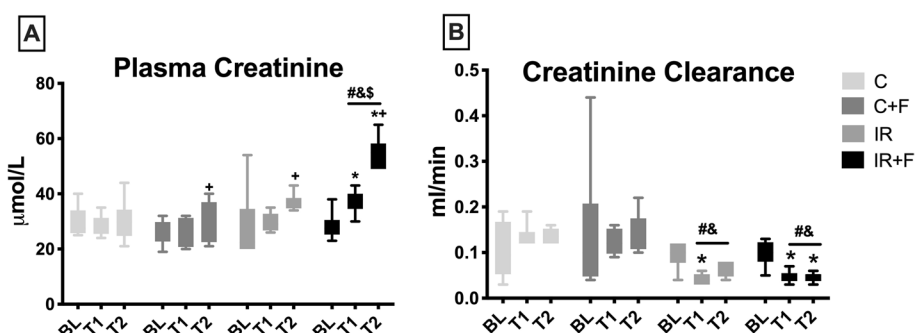 A
Plasma Creatinine
µmol/L
80
60
40
20
0
+
+
*
*+
#&$
BL T1 T2 BL T1 T2 BL T1 T2 BL T1 T2
B
Creatinine Clearance
ml/min
0.5
0.4
0.3
0.2
0.1
0.0
#&
*
#&
* *
BL T1 T2 BL T1 T2 BL T1 T2 BL T1 T2
C
C+F
IR
IR+F